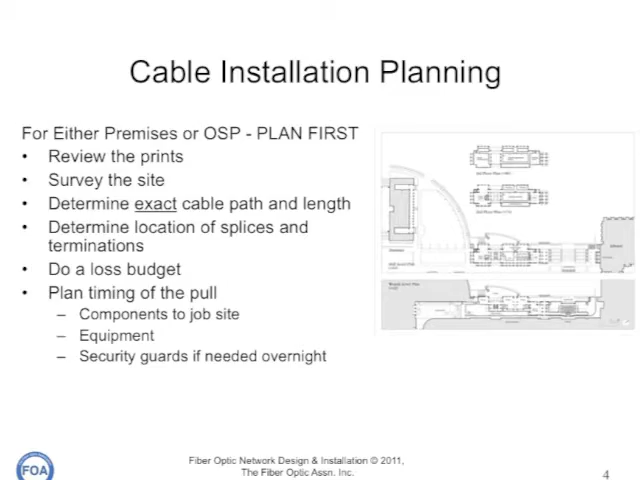 Cable Installation Planning
For Either Premises or OSP - PLAN FIRST
• Review the prints
• Survey the site
• Determine exact cable path and length
• Determine location of splices and
terminations
• Do a loss budget
• Plan timing of the pull
– Components to job site
– Equipment
– Security guards if needed overnight
FOA
Fiber Optic Network Design & Installation © 2011,
The Fiber Optic Assn. Inc.
4